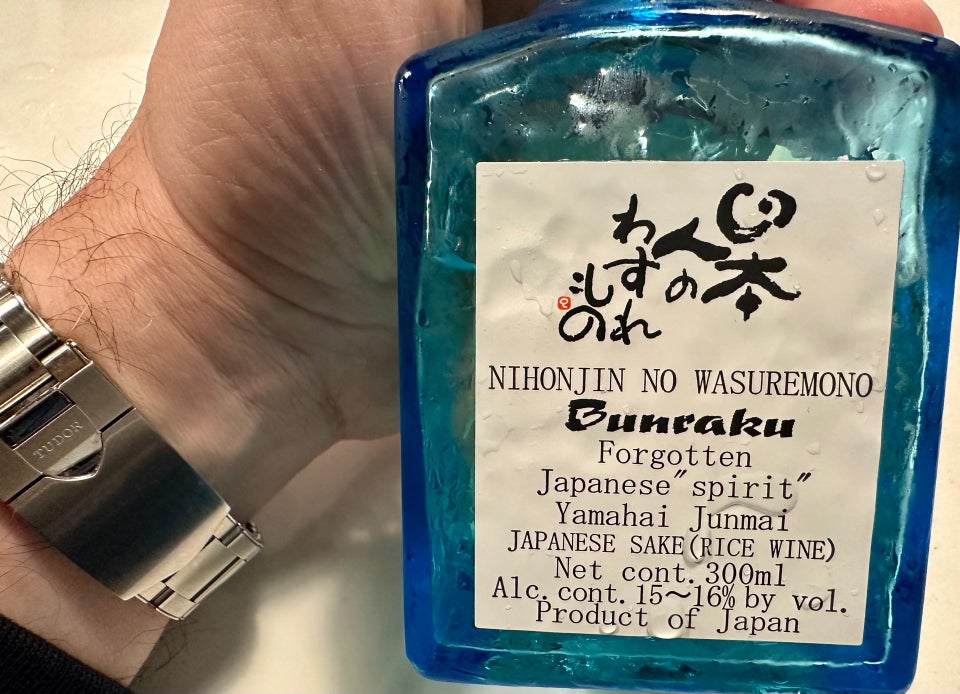 日本
人の
わすれ
もの
NIHONJIN NO WASUREMONO
Bunraku
Forgotten
Japanese"spirit"
Yamahai Junmai
JAPANESE SAKE(RICE WINE)
Net cont.300ml
Alc.cont.15～16%by vol.
Product of Japan
TUDOR